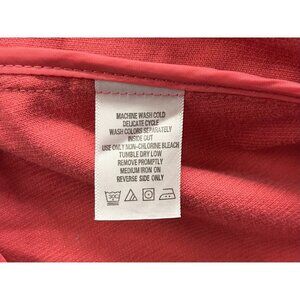 MACHINE WASH COLD
DELICATE CYCLE
WASH COLORS SEPARATELY
INSIDE OUT
USE ONLY NON-CHLORINE BLEACH
TUMBLE DRY LOW
REMOVE PROMPTLY
MEDIUM IRON ON
REVERSE SIDE ONLY